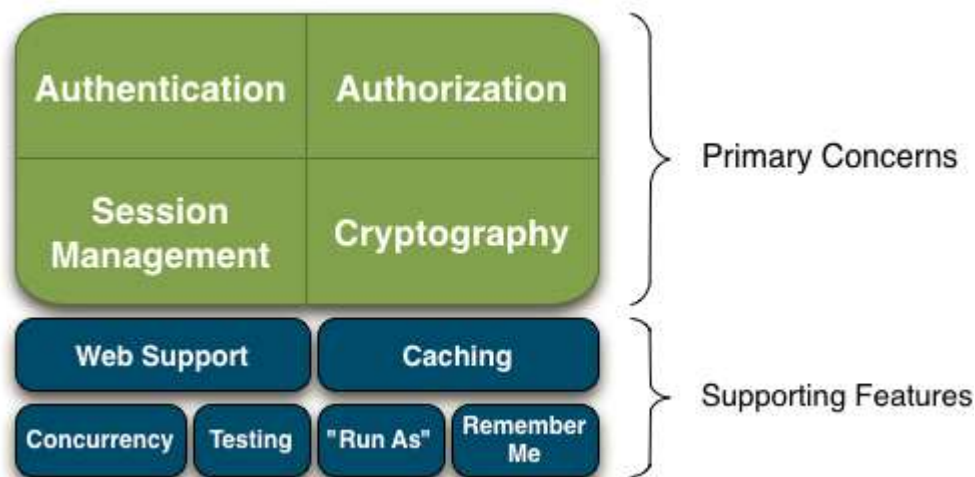 Authentication
Authorization
Session
Management
Cryptography
Primary Concerns
Web Support
Caching
Concurrency
Testing
"Run As"
Remember
Me
Supporting Features